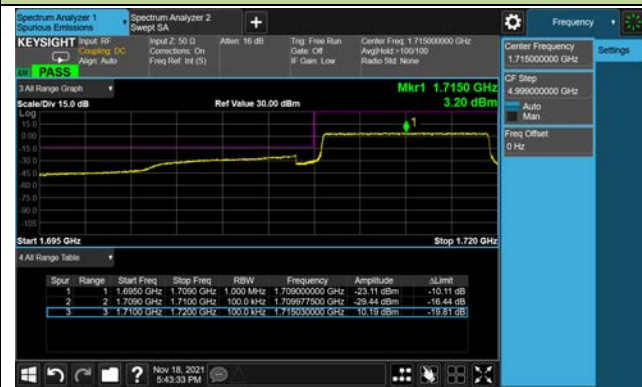 Spectrum Analyzer 1
Spurious Emissions
Spectrum Analyzer 2
Swept SA
+
Frequency
KEYSIGHT
Input: RF
Coupling: DC
Align: Auto
Input Z: 50 Ω
Corrections: On
Freq Ref: Int (S)
Atten: 16 dB
Trig: Free Run
Gate: Off
IF Gain: Low
Center Freq: 1.715000000 GHz
Avg|Hold:>100/100
Radio Std: None
PASS
3 All Range Graph
Mkr1 1.7150 GHz
3.20 dBm
Scale/Div 15.0 dB
Ref Value 30.00 dBm
Log
15.0
0.00
-15.0
-30.0
-45.0
-60.0
-75.0
-90.0
-105
1
Start 1.695 GHz
Stop 1.720 GHz
4 All Range Table
Spur Range Start Freq Stop Freq RBW Frequency Amplitude ΔLimit
1 1 1.6950 GHz 1.7090 GHz 1.000 MHz 1.709000000 GHz -23.11 dBm -10.11 dB
2 2 1.7090 GHz 1.7100 GHz 100.0 kHz 1.709977500 GHz -29.44 dBm -16.44 dB
3 3 1.7100 GHz 1.7200 GHz 100.0 kHz 1.715030000 GHz 10.19 dBm -19.81 dB
Center Frequency
1.715000000 GHz
Settings
CF Step
4.999000000 GHz
Auto
Man
Freq Offset
0 Hz
?
Nov 18, 2021
5:43:33 PM